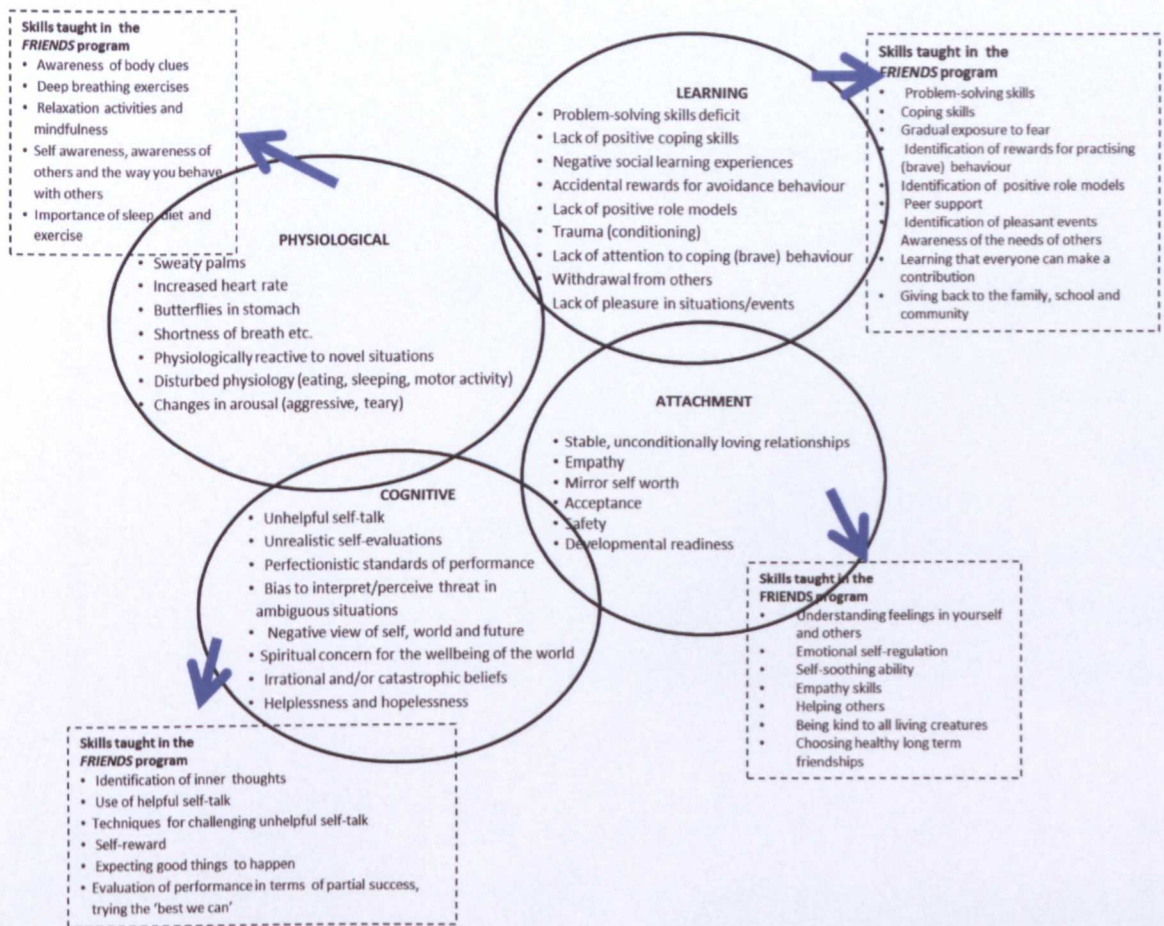 Skills taught in the
FRIENDS program
• Awareness of body clues
• Deep breathing exercises
• Relaxation activities and
mindfulness
• Self awareness, awareness of
others and the way you behave
with others
• Importance of sleep, diet and
exercise
PHYSIOLOGICAL
• Sweaty palms
• Increased heart rate
• Butterflies in stomach
• Shortness of breath etc.
• Physiologically reactive to novel situations
• Disturbed physiology (eating, sleeping, motor activity)
• Changes in arousal (aggressive, teary)
LEARNING
• Problem-solving skills deficit
• Lack of positive coping skills
• Negative social learning experiences
• Accidental rewards for avoidance behaviour
• Lack of positive role models
• Trauma (conditioning)
• Lack of attention to coping (brave) behaviour
• Withdrawal from others
• Lack of pleasure in situations/events
Skills taught in the
FRIENDS program
• Problem-solving skills
• Coping skills
• Gradual exposure to fear
• Identification of rewards for practising
(brave) behaviour
• Identification of positive role models
• Peer support
• Identification of pleasant events
• Awareness of the needs of others
• Learning that everyone can make a
contribution
• Giving back to the family, school and
community
ATTACHMENT
• Stable, unconditionally loving relationships
• Empathy
• Mirror self worth
• Acceptance
• Safety
• Developmental readiness
Skills taught in the
FRIENDS program
• Understanding feelings in yourself
and others
• Emotional self-regulation
• Self-soothing ability
• Empathy skills
• Helping others
• Being kind to all living creatures
• Choosing healthy long term
friendships
COGNITIVE
• Unhelpful self-talk
• Unrealistic self-evaluations
• Perfectionistic standards of performance
• Bias to interpret/perceive threat in
ambiguous situations
• Negative view of self, world and future
• Spiritual concern for the wellbeing of the world
• Irrational and/or catastrophic beliefs
• Helplessness and hopelessness
Skills taught in the
FRIENDS program
• Identification of inner thoughts
• Use of helpful self-talk
• Techniques for challenging unhelpful self-talk
• Self-reward
• Expecting good things to happen
• Evaluation of performance in terms of partial success,
trying the 'best we can'